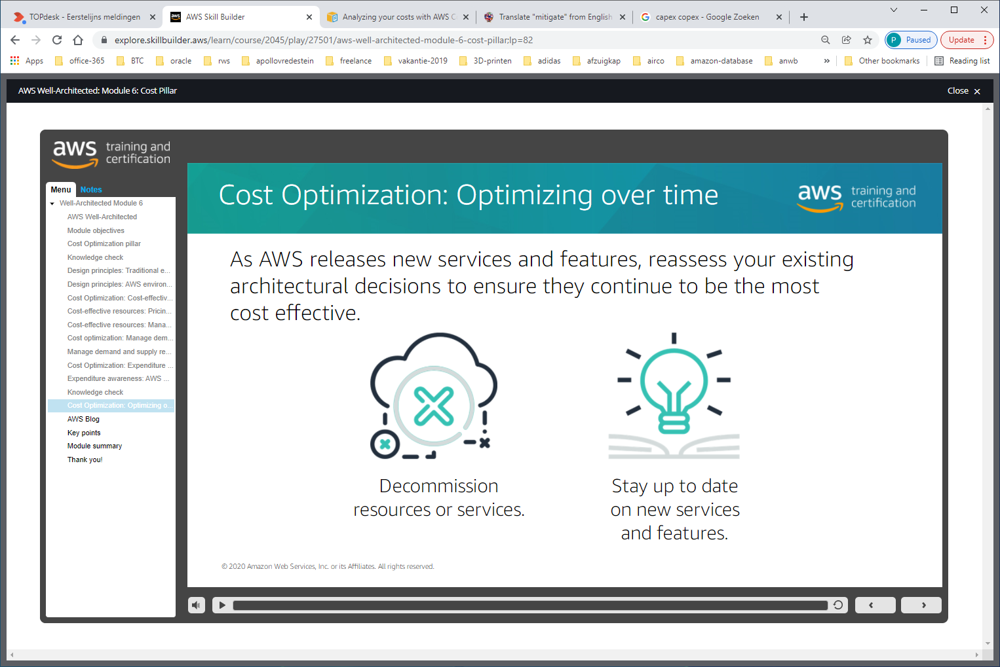 TOPdesk - Eerstelijns meldingen
AWS Skill Builder
Analyzing your costs with AWS C
Translate "mitigate" from English
capex copex - Google Zoeken
explore.skillbuilder.aws/learn/course/2045/play/27501/aws-well-architected-module-6-cost-pillar;lp=82
P Paused
Update
Apps
office-365
BTC
oracle
rws
apollovredestein
freelance
vakantie-2019
3D-printen
adidas
afzuigkap
airco
amazon-database
anwb
»
Other bookmarks
Reading list
AWS Well-Architected: Module 6: Cost Pillar
Close
aws training and certification
Menu
Notes
Well-Architected Module 6
AWS Well-Architected
Module objectives
Cost Optimization pillar
Knowledge check
Design principles: Traditional e...
Design principles: AWS environ...
Cost Optimization: Cost-effectiv...
Cost-effective resources: Pricin...
Cost-effective resources: Mana...
Cost optimization: Manage dem...
Manage demand and supply re...
Cost Optimization: Expenditure ...
Expenditure awareness: AWS ...
Knowledge check
Cost Optimization: Optimizing o...
AWS Blog
Key points
Module summary
Thank you!
Cost Optimization: Optimizing over time
aws training and certification
As AWS releases new services and features, reassess your existing
architectural decisions to ensure they continue to be the most
cost effective.
Decommission
resources or services.
Stay up to date
on new services
and features.
© 2020 Amazon Web Services, Inc. or its Affiliates. All rights reserved.